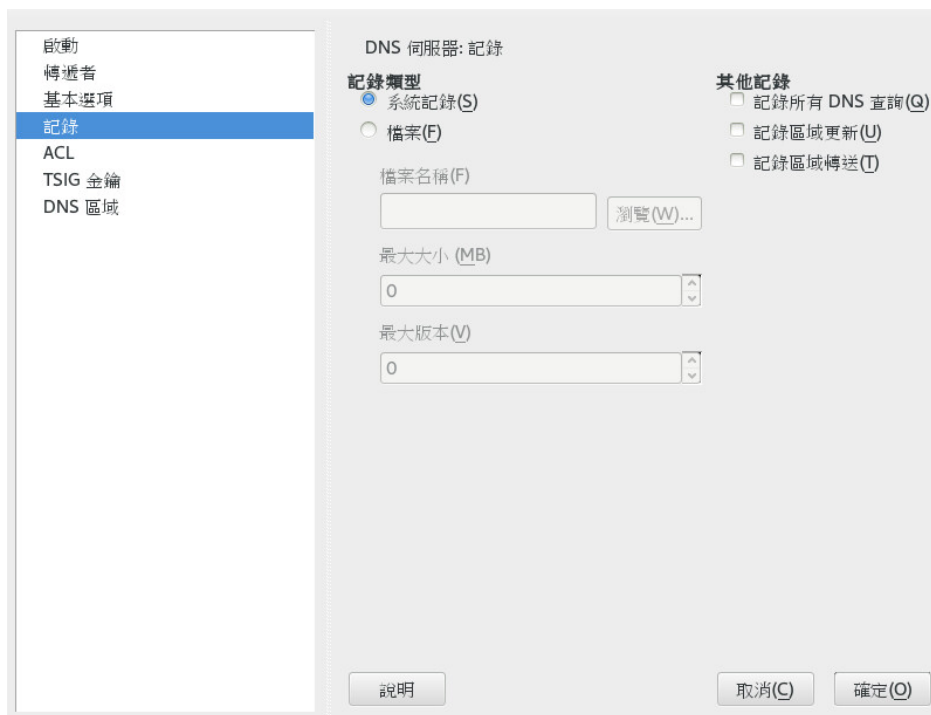 啟動
轉遞者
基本選項
記錄
ACL
TSIG 金鑰
DNS 區域
DNS 伺服器: 記錄
記錄類型
系統記錄(S)
檔案(F)
檔案名稱(F)
瀏覽(W)...
最大大小 (MB)
0
最大版本(V)
0
其他記錄
記錄所有 DNS 查詢(Q)
記錄區域更新(U)
記錄區域轉送(T)
說明
取消(C)
確定(O)